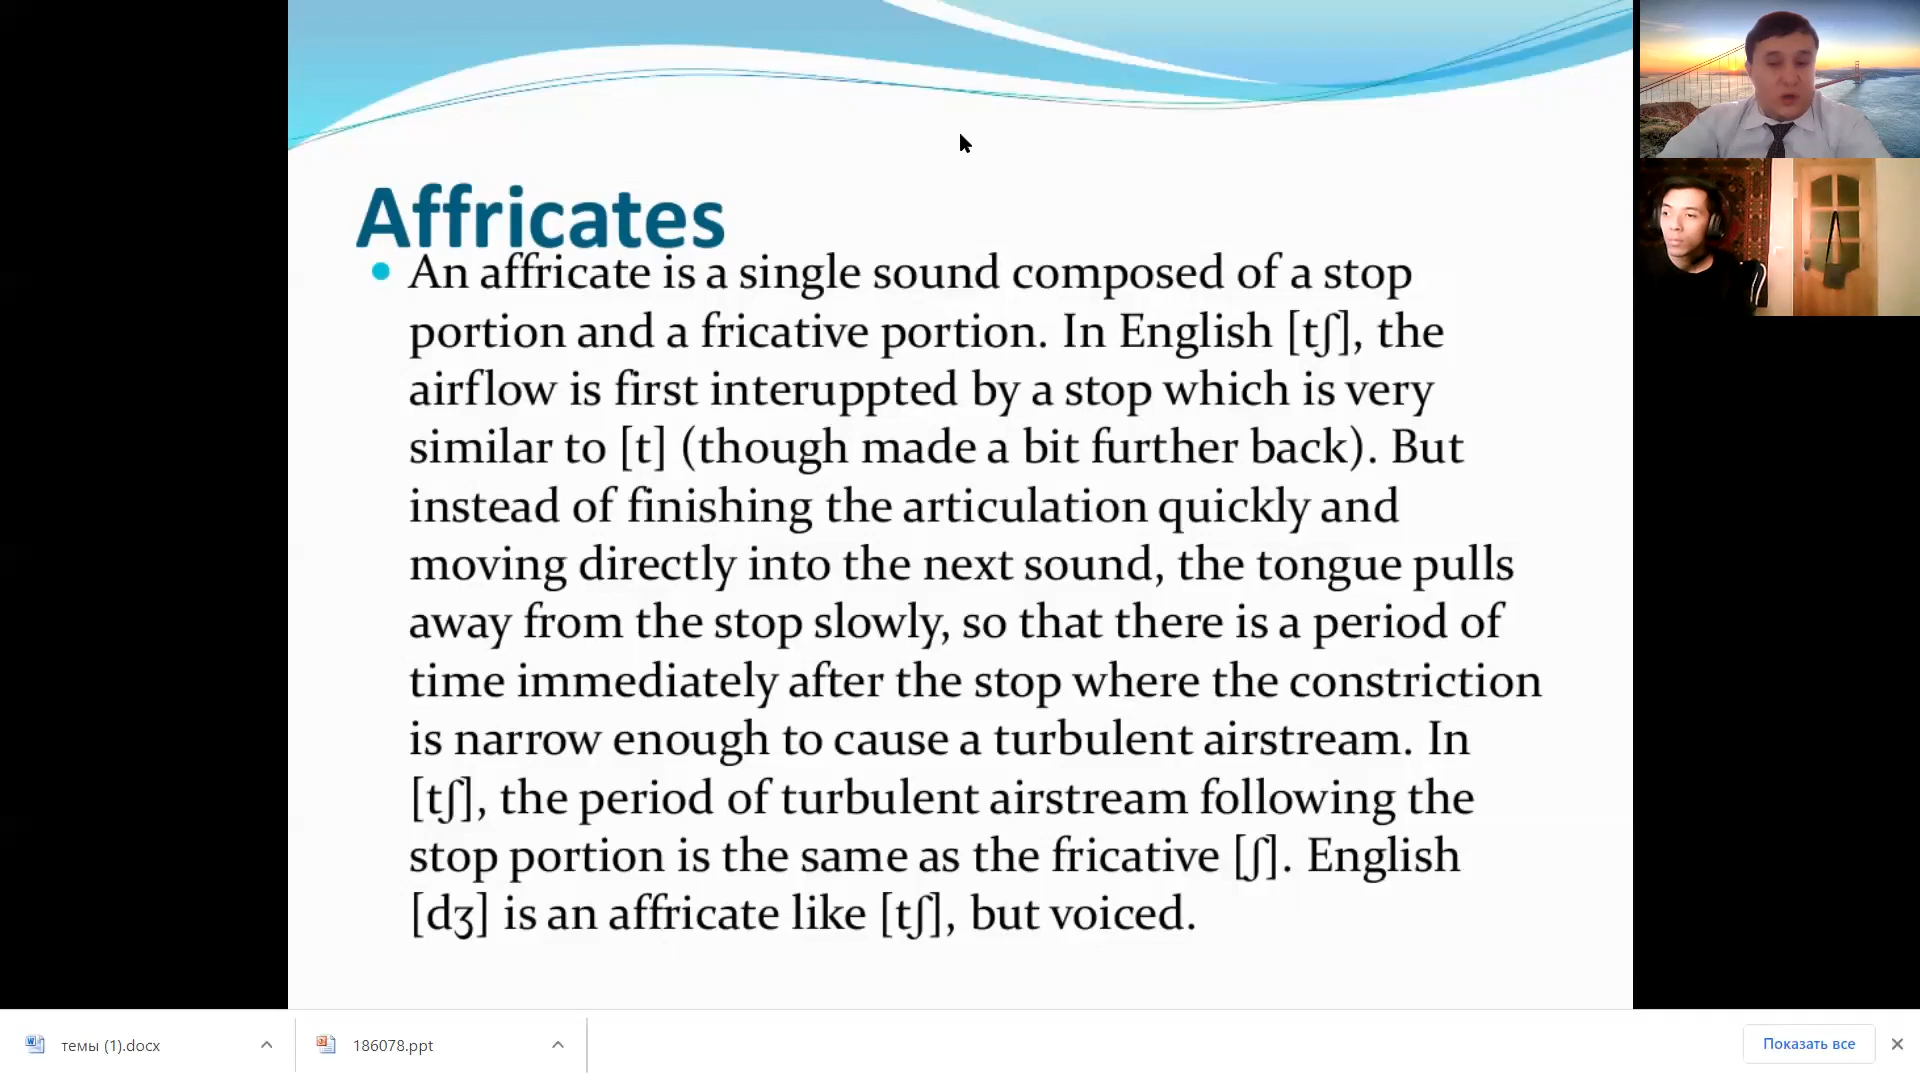 Affricates
• An affricate is a single sound composed of a stop
portion and a fricative portion. In English [tʃ], the
airflow is first interuppted by a stop which is very
similar to [t] (though made a bit further back). But
instead of finishing the articulation quickly and
moving directly into the next sound, the tongue pulls
away from the stop slowly, so that there is a period of
time immediately after the stop where the constriction
is narrow enough to cause a turbulent airstream. In
[tʃ], the period of turbulent airstream following the
stop portion is the same as the fricative [ʃ]. English
[dʒ] is an affricate like [tʃ], but voiced.
темы (1).docx
186078.ppt
Показать все